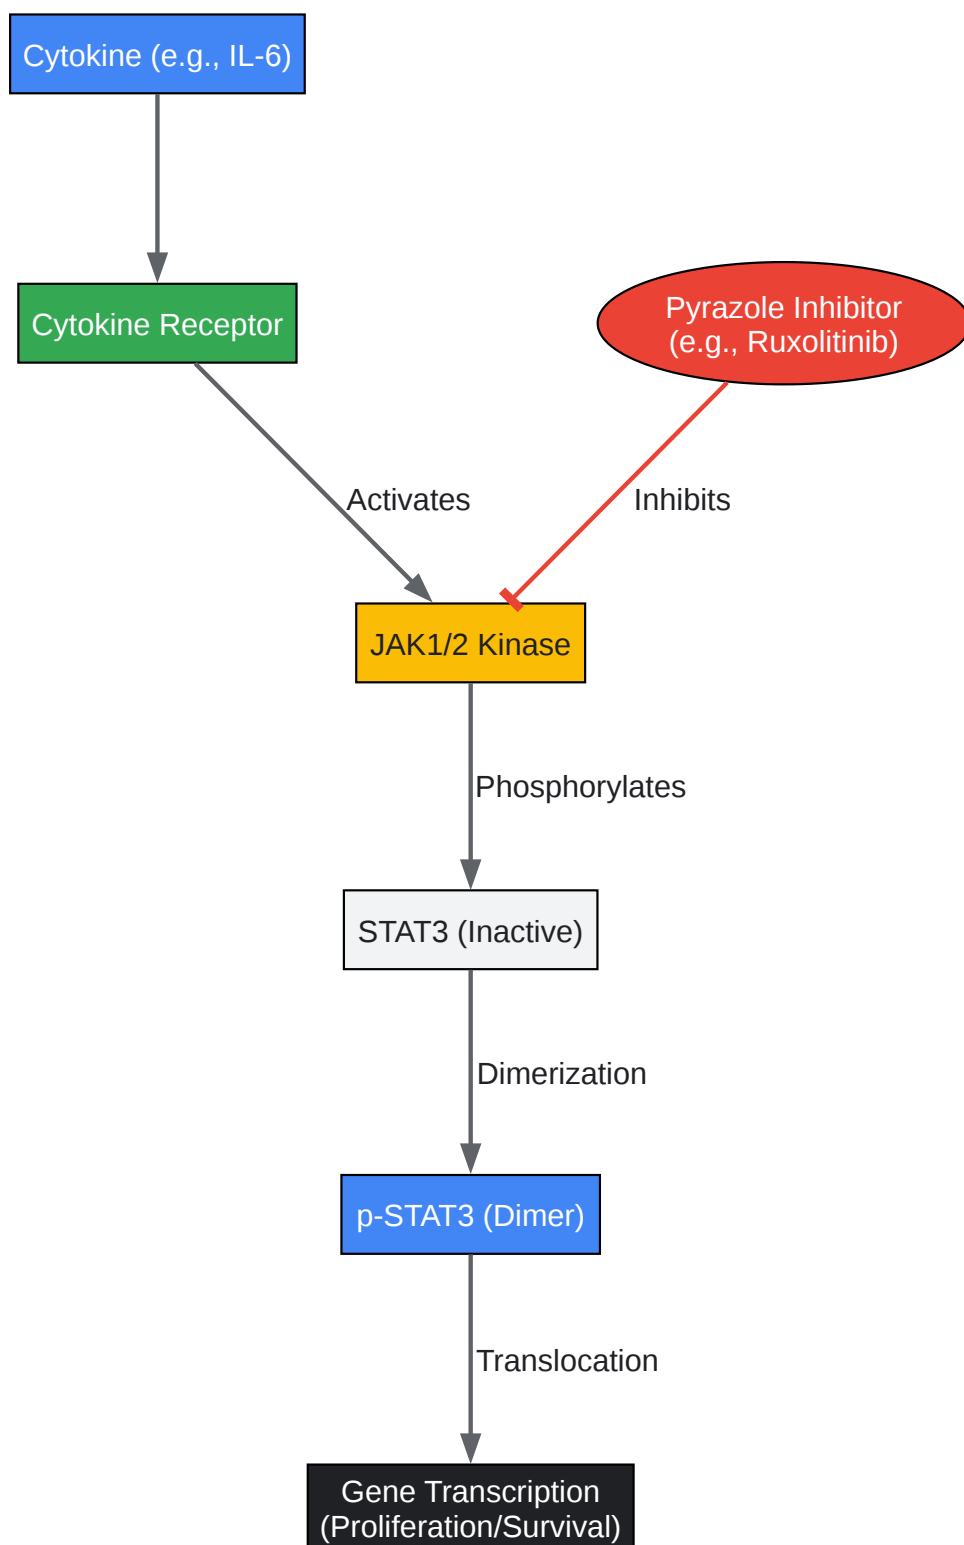 Cytokine (e.g., IL-6)
Cytokine Receptor
Pyrazole Inhibitor
(e.g., Ruxolitinib)
Activates
Inhibits
JAK1/2 Kinase
Phosphorylates
STAT3 (Inactive)
Dimerization
p-STAT3 (Dimer)
Translocation
Gene Transcription
(Proliferation/Survival)